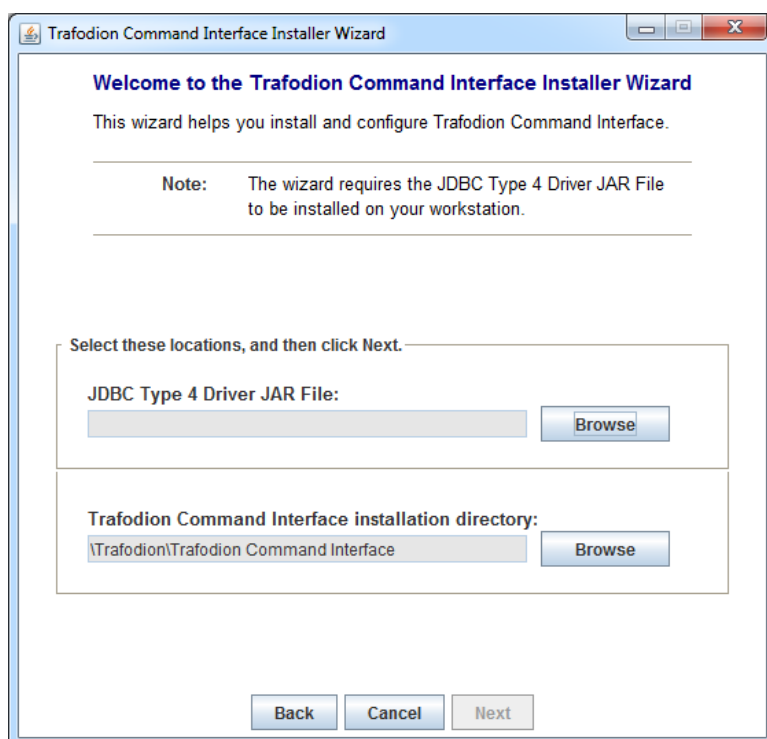 Trafodion Command Interface Installer Wizard
Welcome to the Trafodion Command Interface Installer Wizard
This wizard helps you install and configure Trafodion Command Interface.
Note: The wizard requires the JDBC Type 4 Driver JAR File
to be installed on your workstation.
Select these locations, and then click Next.
JDBC Type 4 Driver JAR File:
Browse
Trafodion Command Interface installation directory:
\Trafodion\Trafodion Command Interface Browse
Back Cancel Next